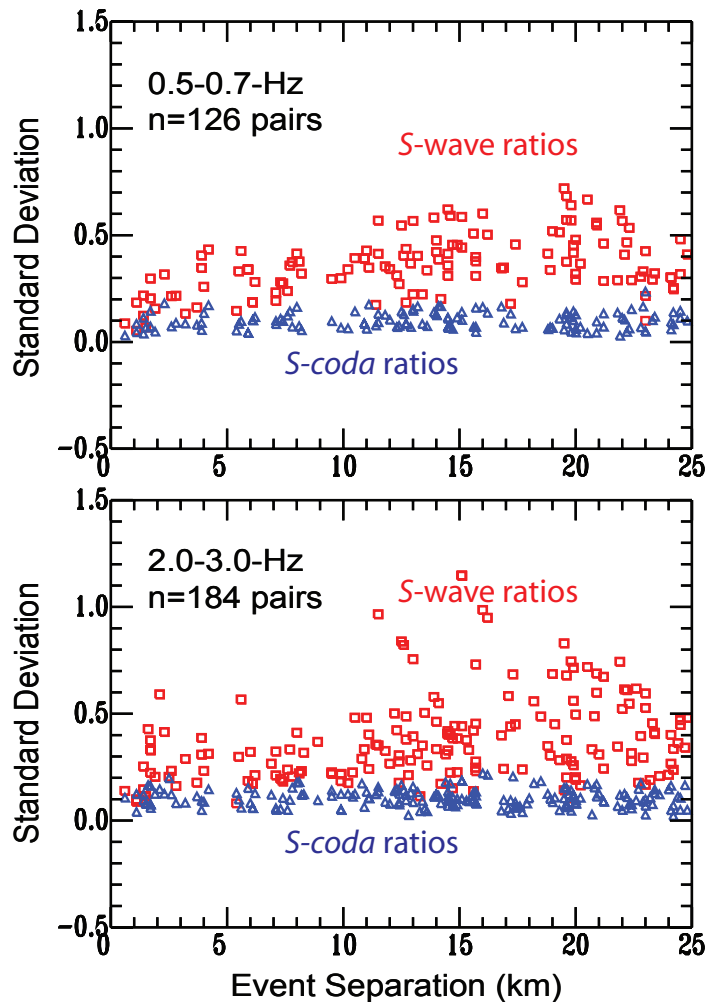 1.5
0.5-0.7-Hz
n=126 pairs
1.0
S-wave ratios
Standard Deviation
0.5
0.0
S-coda ratios
-0.5
0 5 10 15 20 25
1.5
2.0-3.0-Hz
n=184 pairs
S-wave ratios
1.0
Standard Deviation
0.5
0.0
S-coda ratios
-0.5
0 5 10 15 20 25
Event Separation (km)